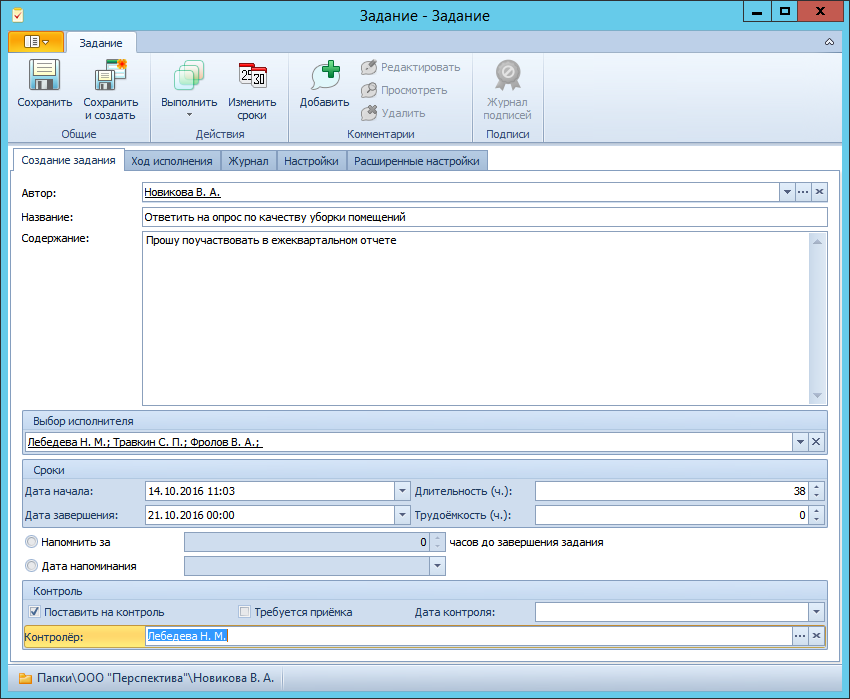 Задание - Задание
Задание
Сохранить
Сохранить и создать
Общие
Выполнить
Изменить сроки
Действия
25 30
Добавить
Редактировать
Просмотреть
Удалить
Комментарии
Журнал подписей
Подписи
Создание задания Ход исполнения Журнал Настройки Расширенные настройки
Автор: Новикова В. А.
Название: Ответить на опрос по качеству уборки помещений
Содержание: Прошу поучаствовать в ежеквартальном отчете
Выбор исполнителя
Лебедева Н. М.; Травкин С. П.; Фролов В. А.;
Сроки
Дата начала: 14.10.2016 11:03 Длительность (ч.): 38
Дата завершения: 21.10.2016 00:00 Трудоёмкость (ч.): 0
Напомнить за 0 часов до завершения задания
Дата напоминания
Контроль
Поставить на контроль Требуется приёмка Дата контроля:
Контролёр: Лебедева Н. М.
Папки\ООО "Перспектива"\Новикова В. А.